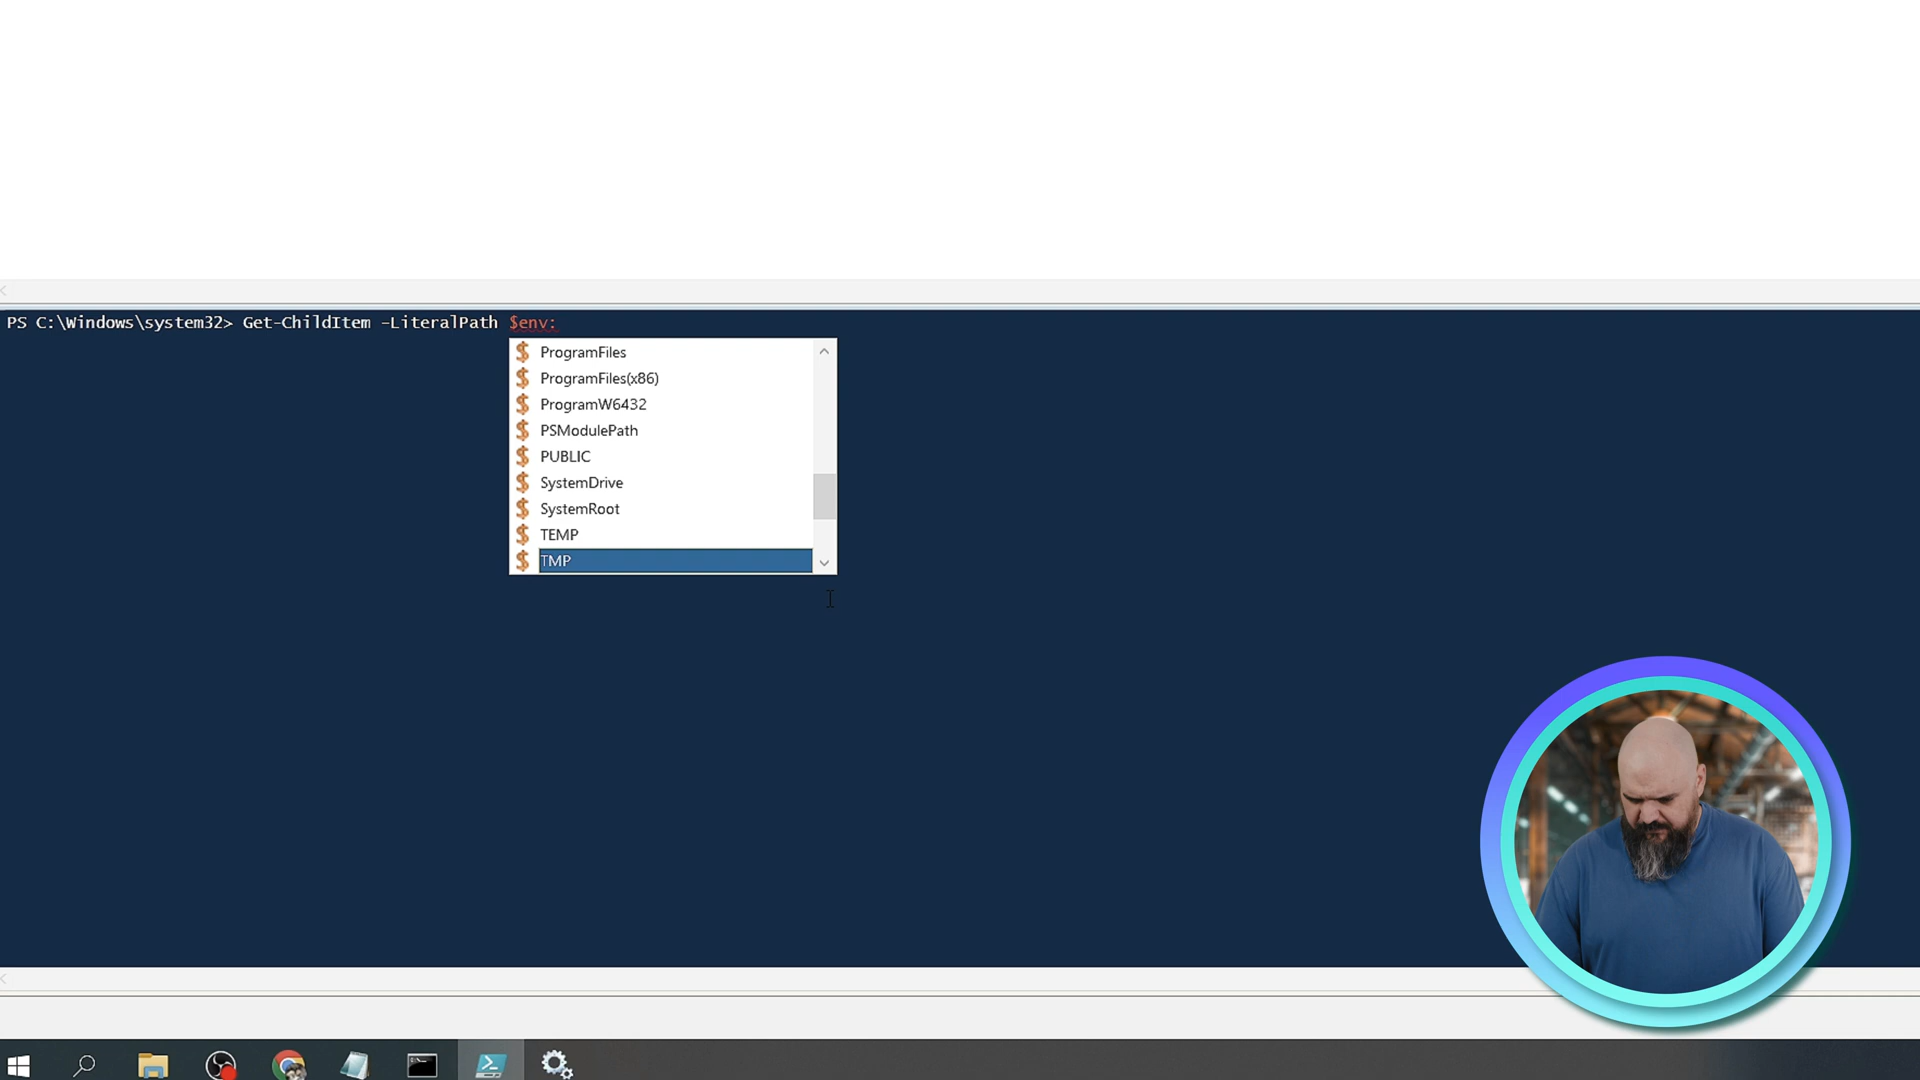 PS C:\Windows\system32> Get-ChildItem -LiteralPath $env:
ProgramFiles
ProgramFiles(x86)
ProgramW6432
PSModulePath
PUBLIC
SystemDrive
SystemRoot
TEMP
TMP